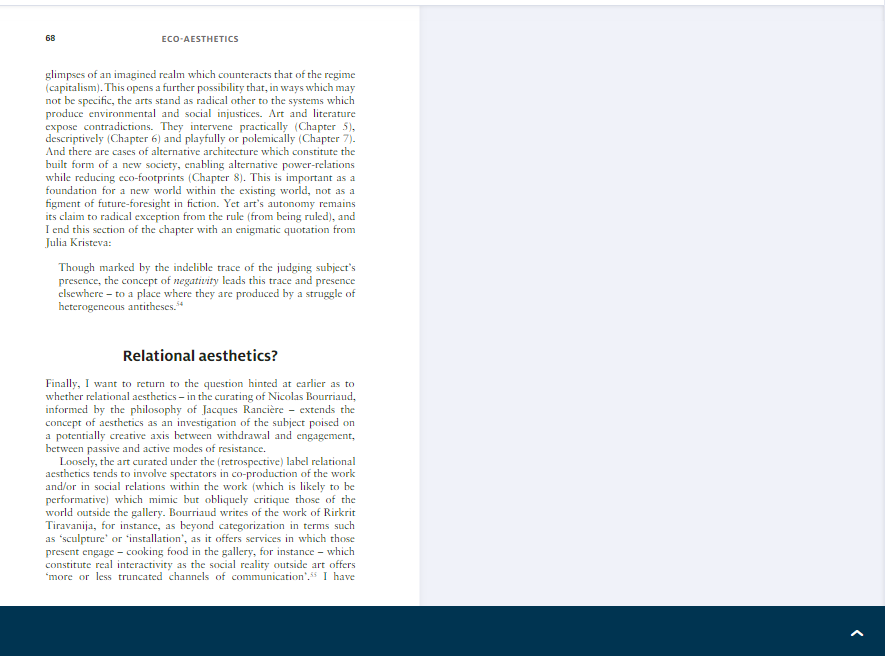 68
ECO-AESTHETICS
glimpses of an imagined realm which counteracts that of the regime
(capitalism). This opens a further possibility that, in ways which may
not be specific, the arts stand as radical other to the systems which
produce environmental and social injustices. Art and literature
expose contradictions. They intervene practically (Chapter 5),
descriptively (Chapter 6) and playfully or polemically (Chapter 7).
And there are cases of alternative architecture which constitute the
built form of a new society, enabling alternative power-relations
while reducing eco-footprints (Chapter 8). This is important as a
foundation for a new world within the existing world, not as a
figment of future-foresight in fiction. Yet art's autonomy remains
its claim to radical exception from the rule (from being ruled), and
I end this section of the chapter with an enigmatic quotation from
Julia Kristeva:
Though marked by the indelible trace of the judging subject's
presence, the concept of negativity leads this trace and presence
elsewhere – to a place where they are produced by a struggle of
heterogeneous antitheses.54
Relational aesthetics?
Finally, I want to return to the question hinted at earlier as to
whether relational aesthetics – in the curating of Nicolas Bourriaud,
informed by the philosophy of Jacques Rancière – extends the
concept of aesthetics as an investigation of the subject poised on
a potentially creative axis between withdrawal and engagement,
between passive and active modes of resistance.
Loosely, the art curated under the (retrospective) label relational
aesthetics tends to involve spectators in co-production of the work
and/or in social relations within the work (which is likely to be
performative) which mimic but obliquely critique those of the
world outside the gallery. Bourriaud writes of the work of Rirkrit
Tiravanija, for instance, as beyond categorization in terms such
as 'sculpture' or 'installation', as it offers services in which those
present engage – cooking food in the gallery, for instance – which
constitute real interactivity as the social reality outside art offers
'more or less truncated channels of communication'.55 I have